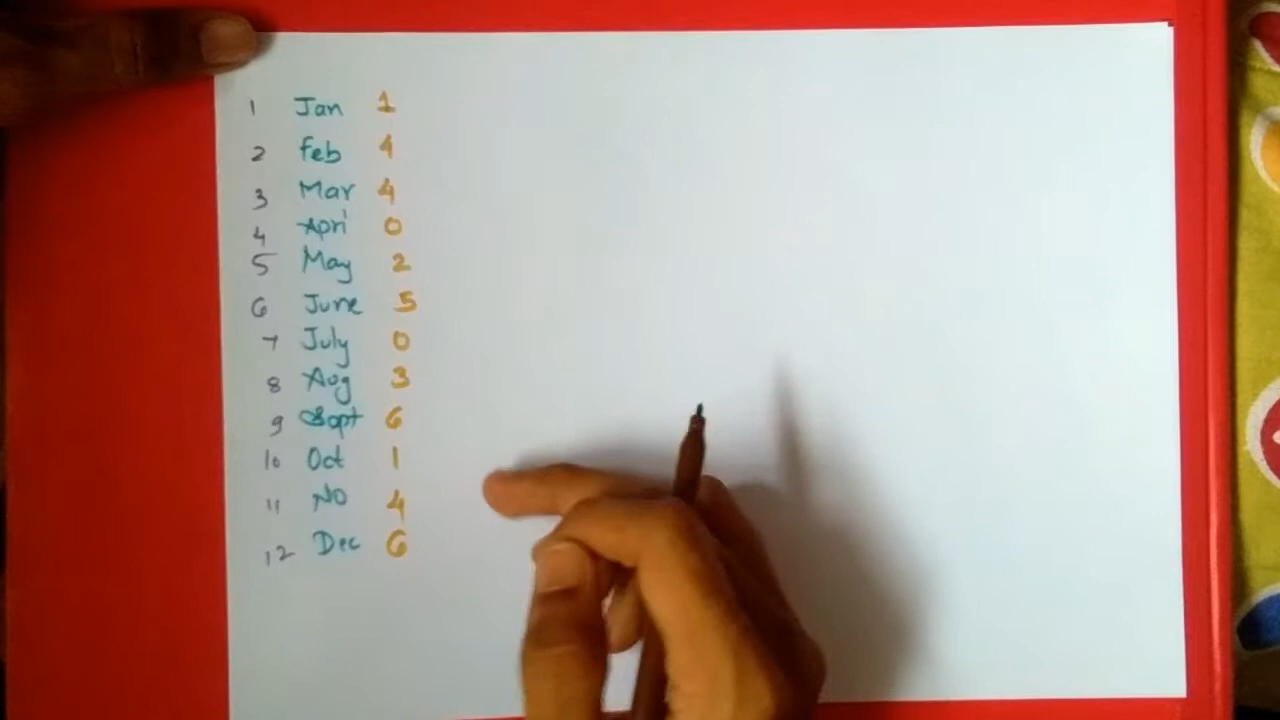 1 Jan 1
2 Feb 4
3 Mar 4
4 Apri 0
5 May 2
6 June 5
7 July 0
8 Aug 3
9 Sept 6
10 Oct 1
11 NO 4
12 Dec 6